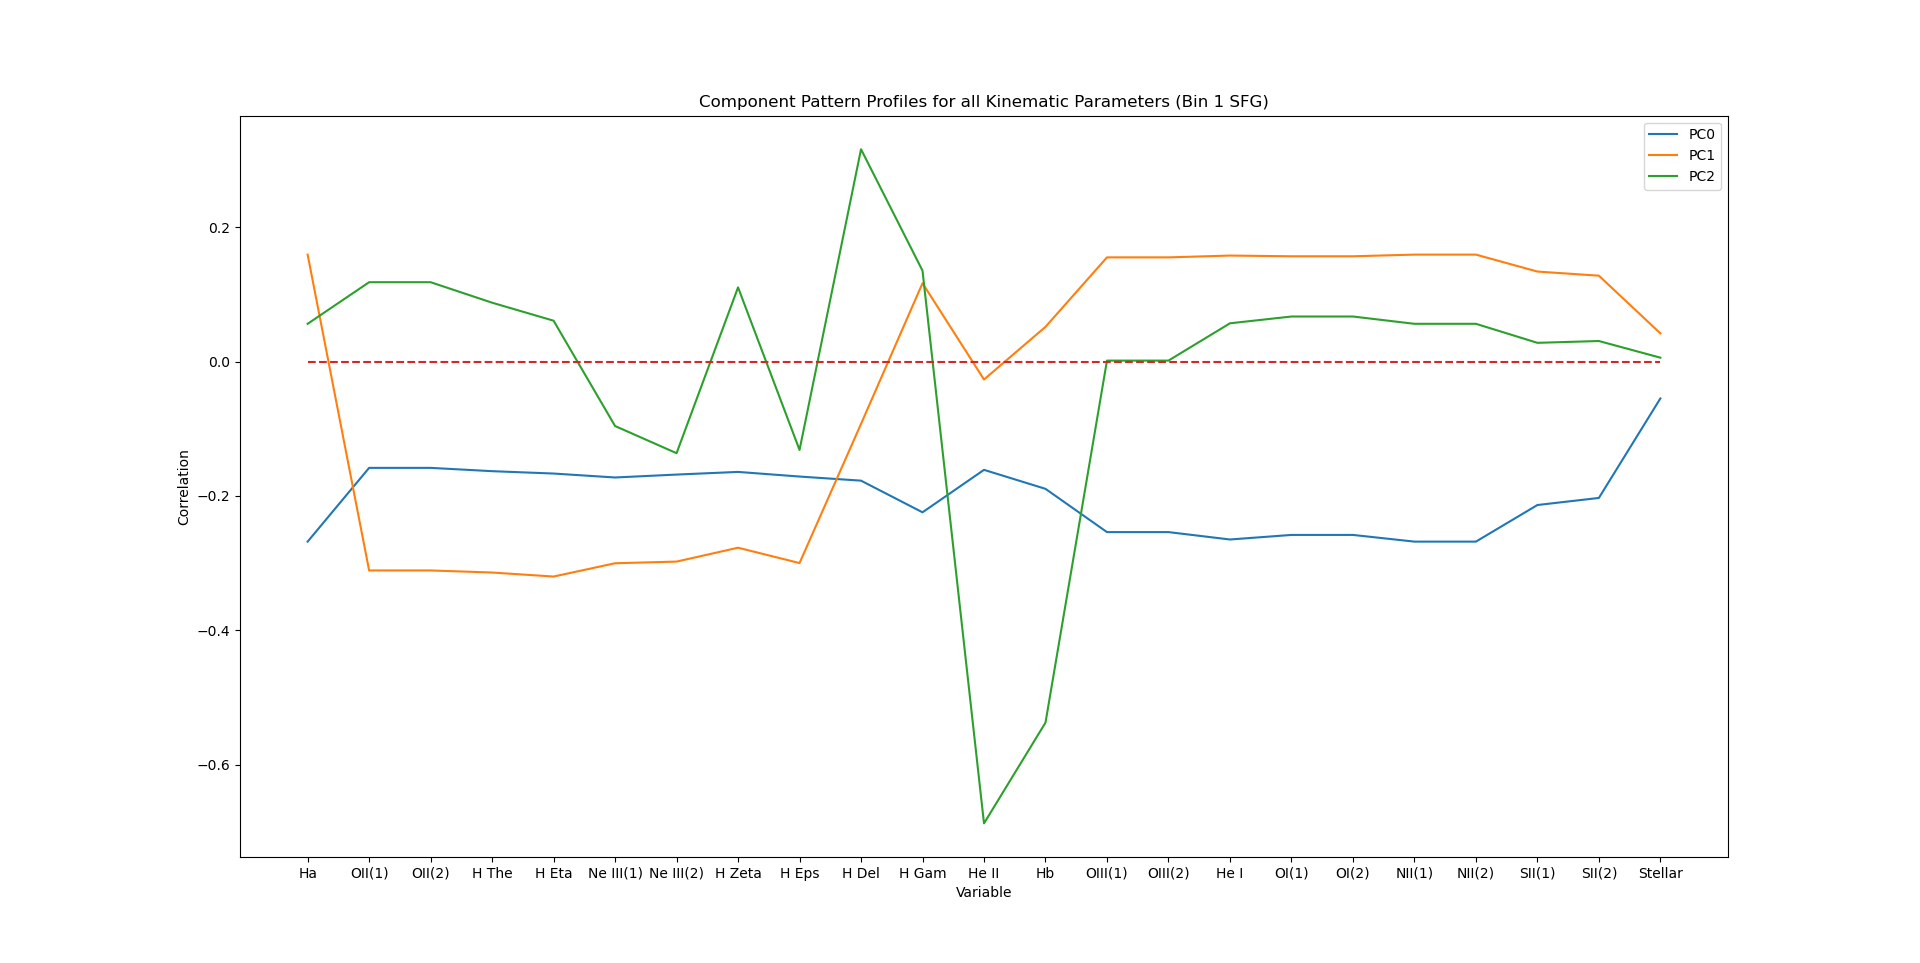 Component Pattern Profiles for all Kinematic Parameters (Bin 1 SFG)
PC0
PC1
PC2
0.2
0.0
−0.2
−0.4
−0.6
Correlation
Ha OII(1) OII(2) H The H Eta Ne III(1) Ne III(2) H Zeta H Eps H Del H Gam He II Hb OIII(1) OIII(2) He I OI(1) OI(2) NII(1) NII(2) SII(1) SII(2) Stellar
Variable